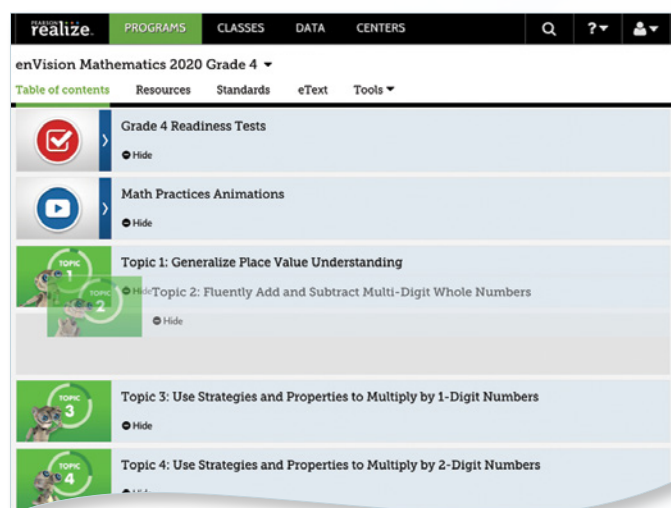 PEARSON
realize. PROGRAMS CLASSES DATA CENTERS ?
enVision Mathematics 2020 Grade 4
Table of contents Resources Standards eText Tools
Grade 4 Readiness Tests
Hide
Math Practices Animations
Hide
TOPIC 1
Topic 1: Generalize Place Value Understanding
Hide
TOPIC 2
Topic 2: Fluently Add and Subtract Multi-Digit Whole Numbers
Hide
TOPIC 3
Topic 3: Use Strategies and Properties to Multiply by 1-Digit Numbers
Hide
TOPIC 4
Topic 4: Use Strategies and Properties to Multiply by 2-Digit Numbers